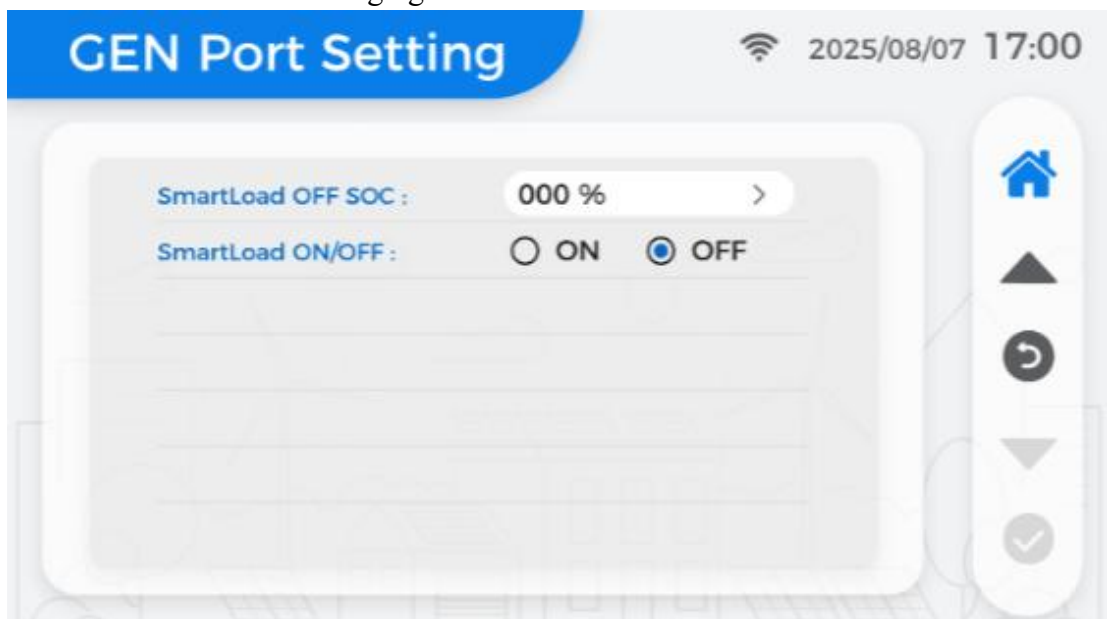 GEN Port Setting
2025/08/07 17:00
SmartLoad OFF SOC : 000 % >
SmartLoad ON/OFF : ON OFF